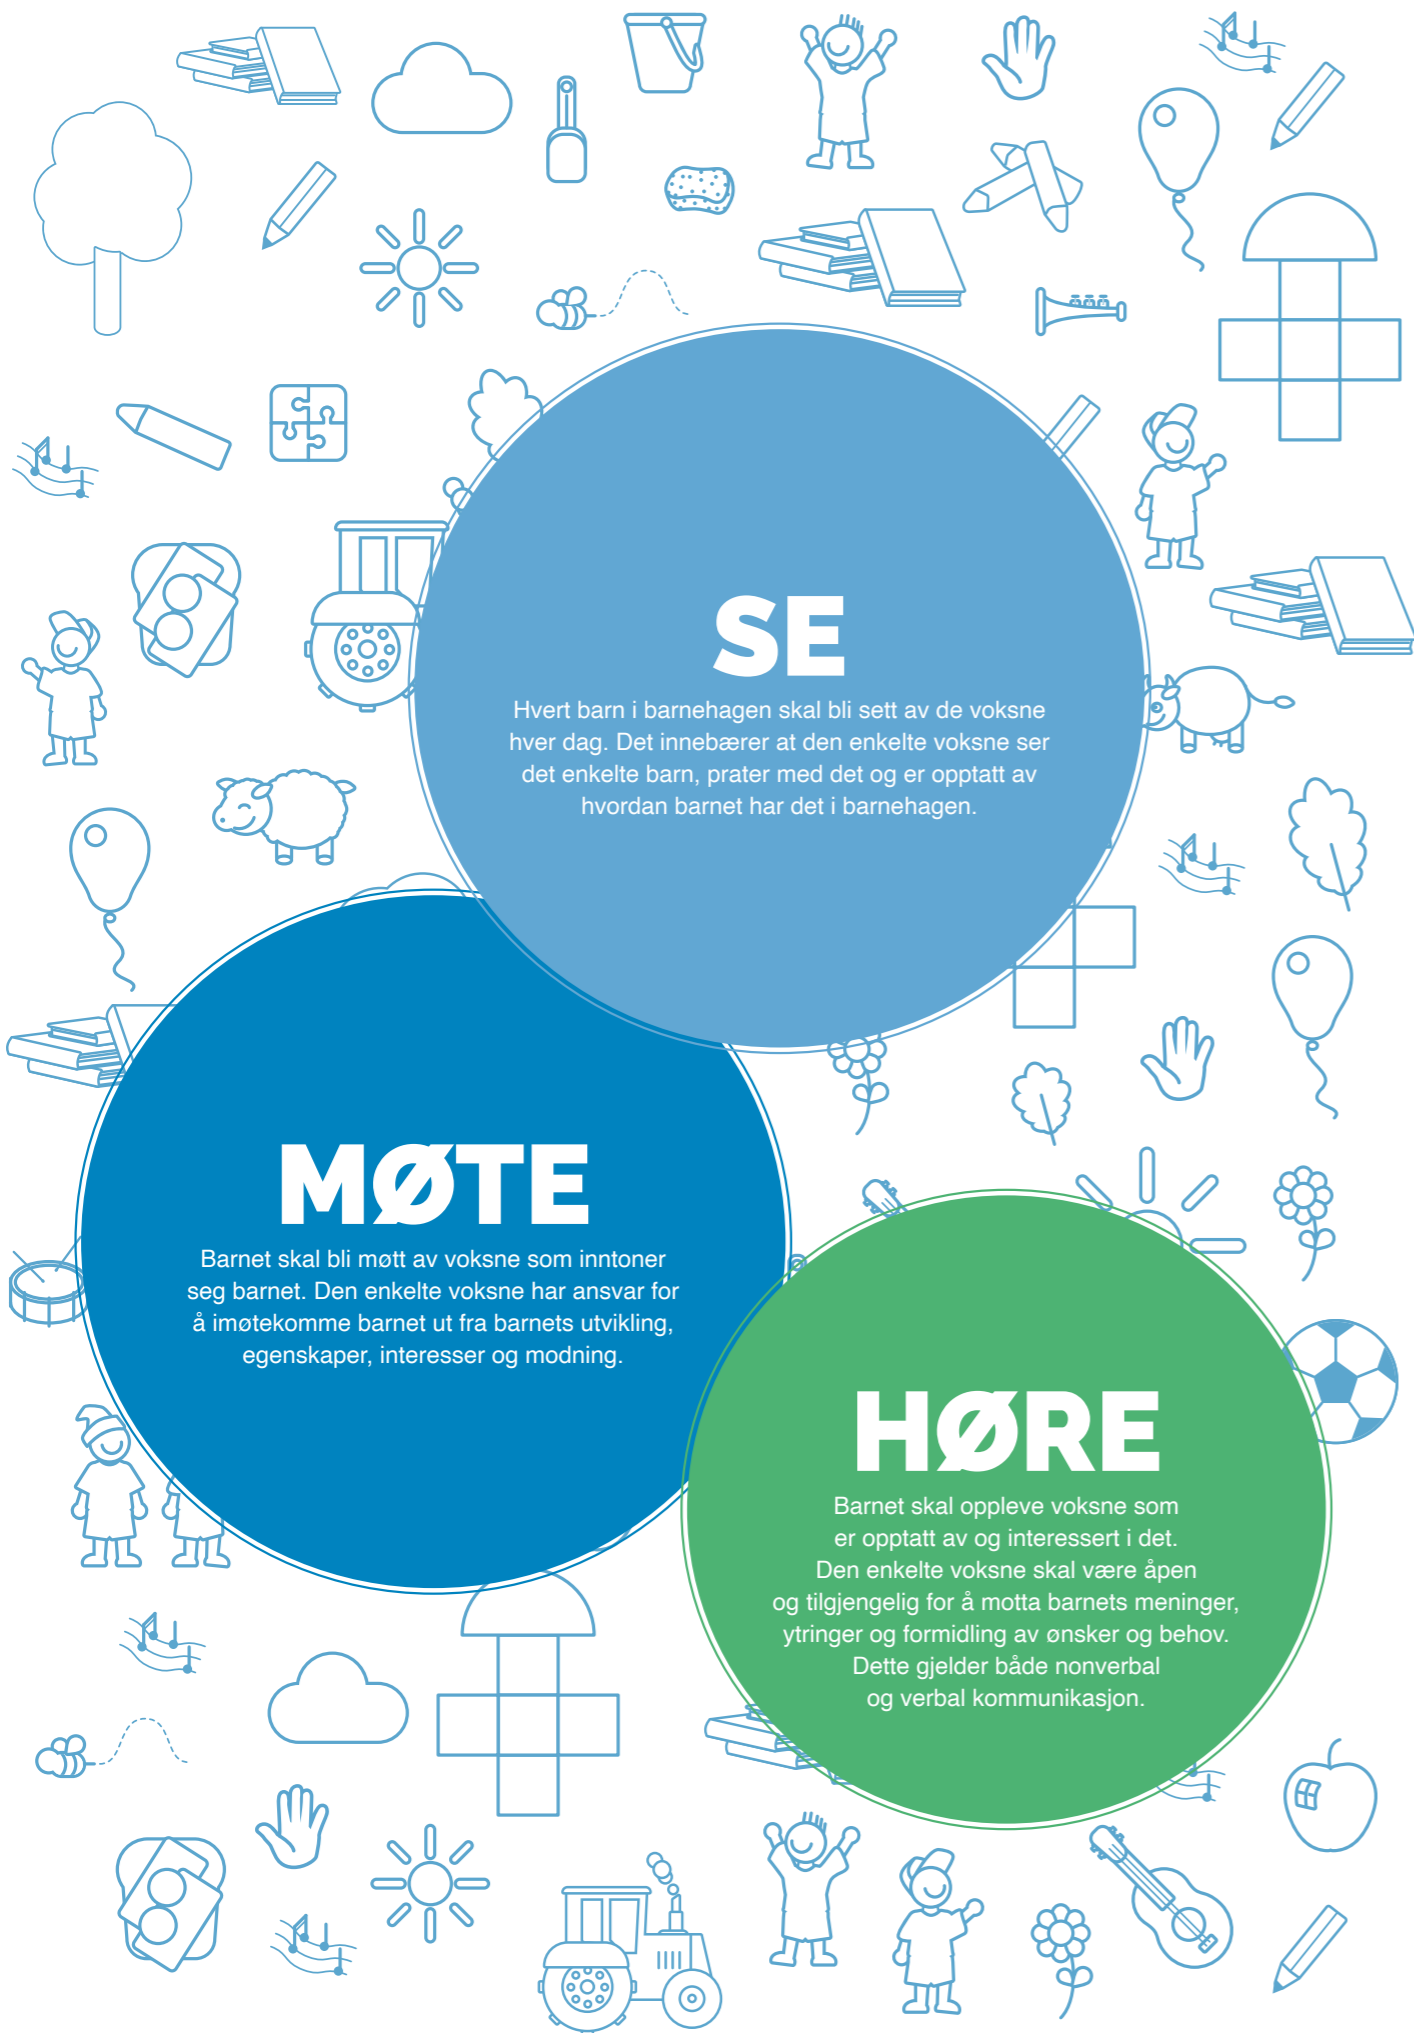 SE
Hvert barn i barnehagen skal bli sett av de voksne
hver dag. Det innebærer at den enkelte voksne ser
det enkelte barn, prater med det og er opptatt av
hvordan barnet har det i barnehagen.
MØTE
Barnet skal bli møtt av voksne som inntoner
seg barnet. Den enkelte voksne har ansvar for
å imøtekomme barnet ut fra barnets utvikling,
egenskaper, interesser og modning.
HØRE
Barnet skal oppleve voksne som
er opptatt av og interessert i det.
Den enkelte voksne skal være åpen
og tilgjengelig for å motta barnets meninger,
ytringer og formidling av ønsker og behov.
Dette gjelder både nonverbal
og verbal kommunikasjon.